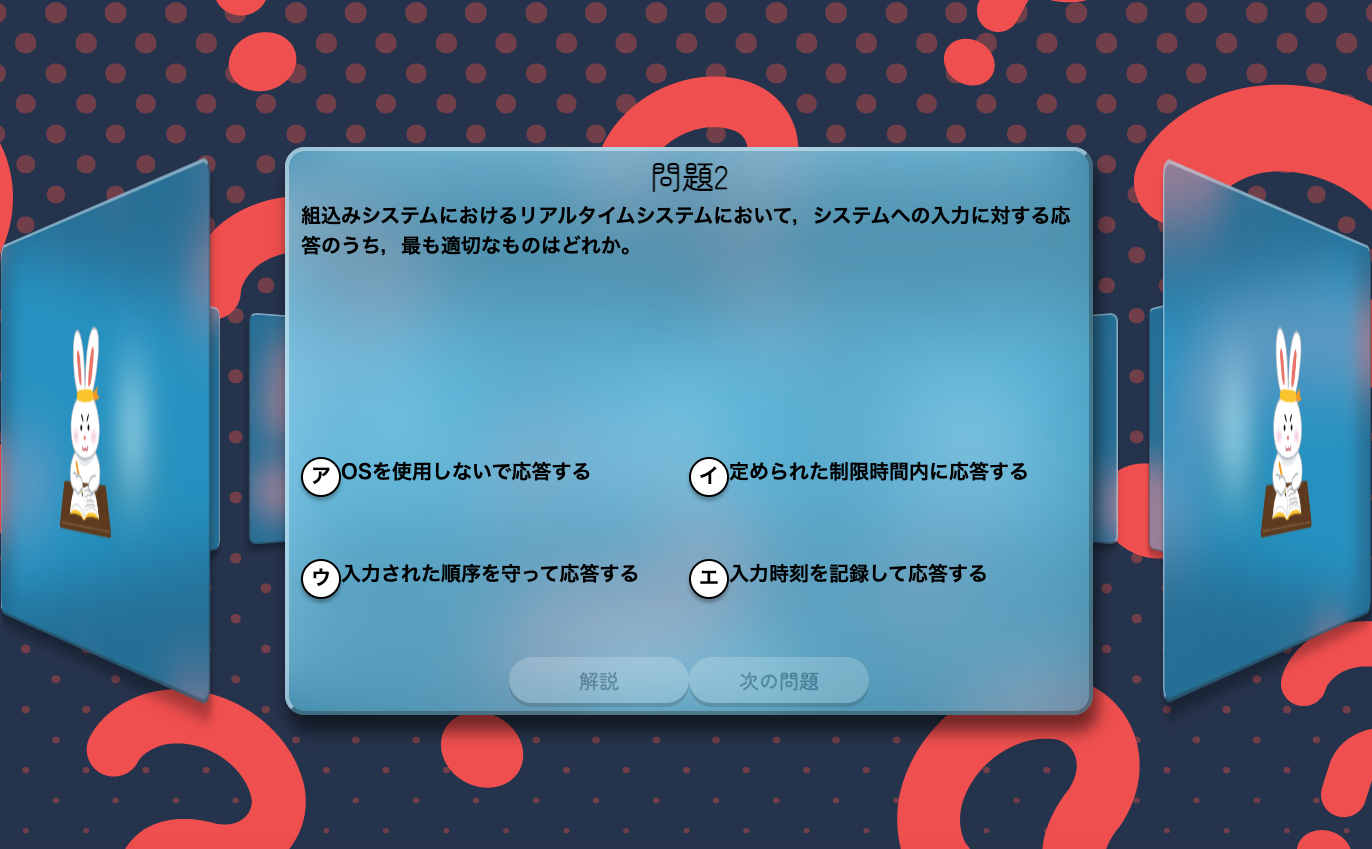 問題2
組込みシステムにおけるリアルタイムシステムにおいて，システムへの入力に対する応
答のうち，最も適切なものはどれか。
ア OSを使用しないで応答する
イ 定められた制限時間内に応答する
ウ 入力された順序を守って応答する
エ 入力時刻を記録して応答する
解説
次の問題